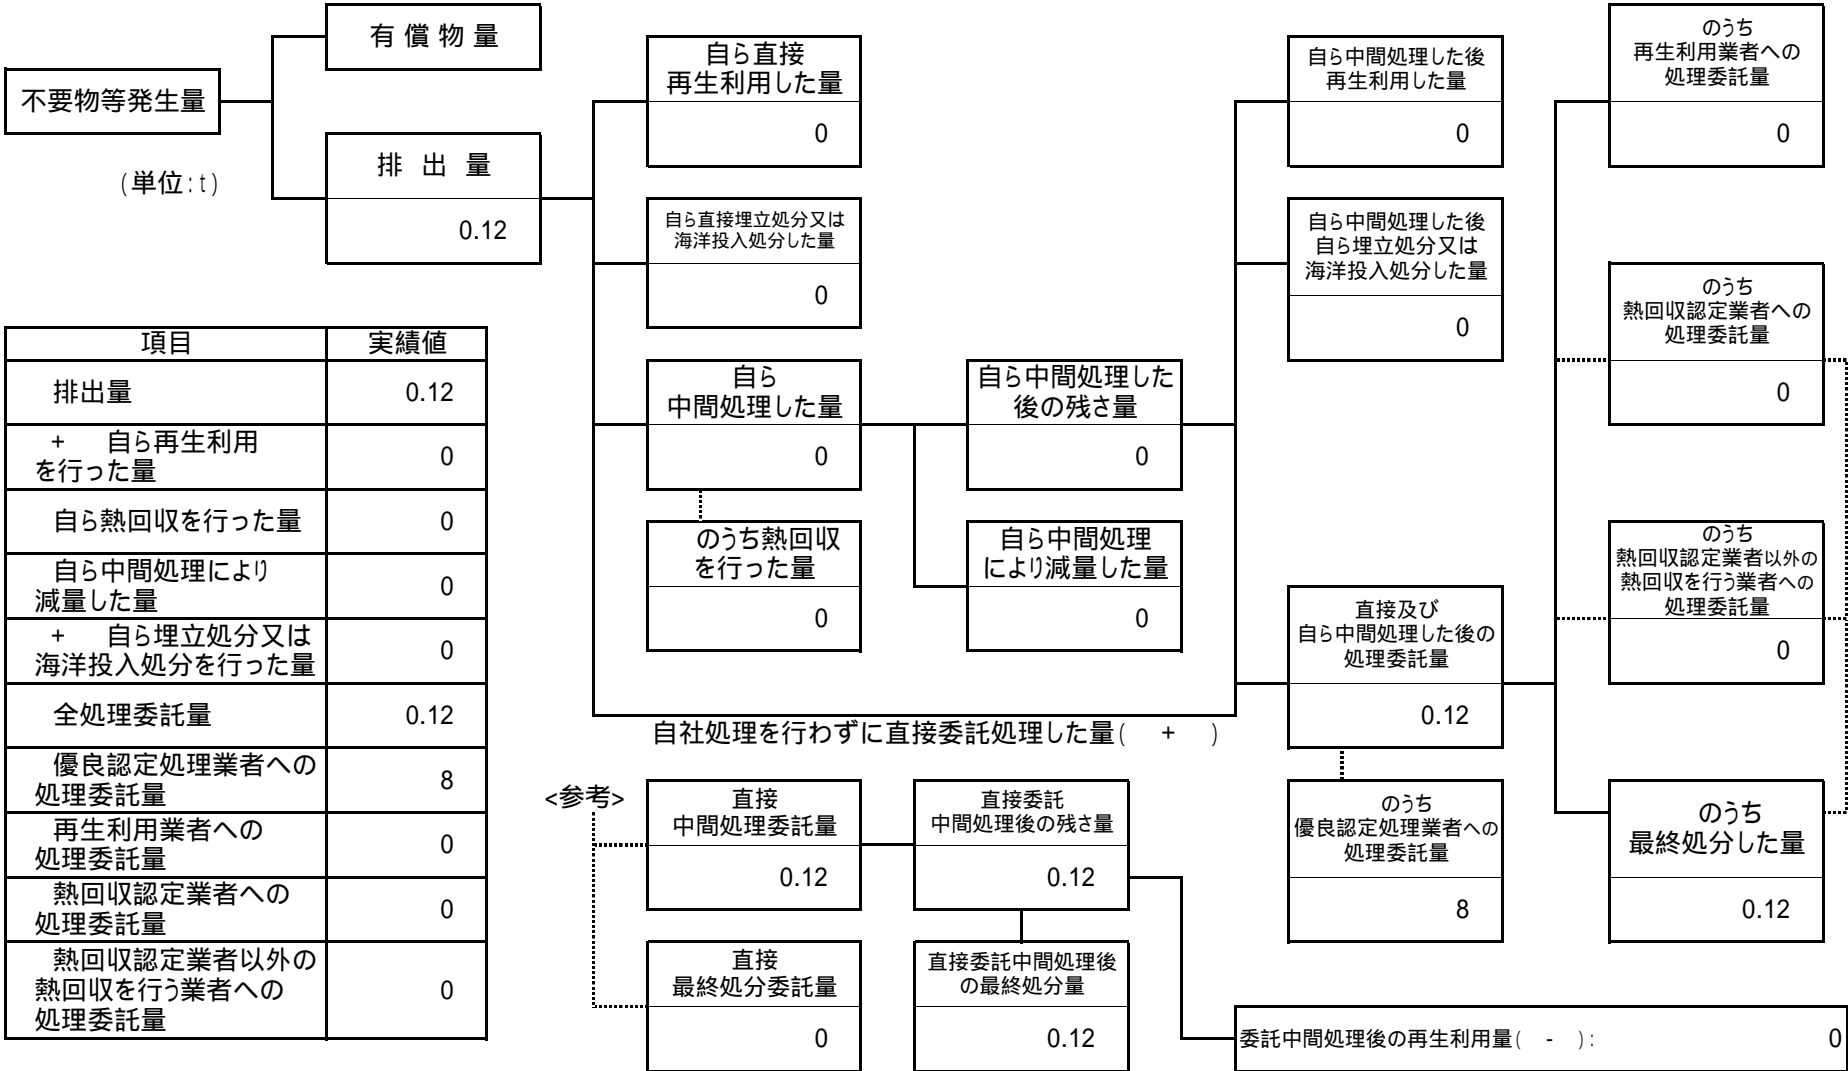 不要物等発生量
(単位:t)
有償物量
排出量
0.12
自ら直接
再生利用した量
0
自ら直接埋立処分又は
海洋投入処分した量
0
自ら
中間処理した量
0
のうち熱回収
を行った量
0
自ら中間処理した
後の残さ量
0
自ら中間処理
により減量した量
0
自ら中間処理した後
再生利用した量
0
自ら中間処理した後
自ら埋立処分又は
海洋投入処分した量
0
直接及び
自ら中間処理した後の
処理委託量
0.12
のうち
優良認定処理業者への
処理委託量
8
のうち
再生利用業者への
処理委託量
0
のうち
熱回収認定業者への
処理委託量
0
のうち
熱回収認定業者以外の
熱回収を行う業者への
処理委託量
0
のうち
最終処分した量
0.12
自社処理を行わずに直接委託処理した量( + )
項目 実績値
排出量 0.12
+ 自ら再生利用
を行った量 0
自ら熱回収を行った量 0
自ら中間処理により
減量した量 0
+ 自ら埋立処分又は
海洋投入処分を行った量 0
全処理委託量 0.12
優良認定処理業者への
処理委託量 8
再生利用業者への
処理委託量 0
熱回収認定業者への
処理委託量 0
熱回収認定業者以外の
熱回収を行う業者への
処理委託量 0
<参考>
直接
中間処理委託量
0.12
直接委託
中間処理後の残さ量
0.12
直接
最終処分委託量
0
直接委託中間処理後
の最終処分量
0.12
委託中間処理後の再生利用量( - ): 0